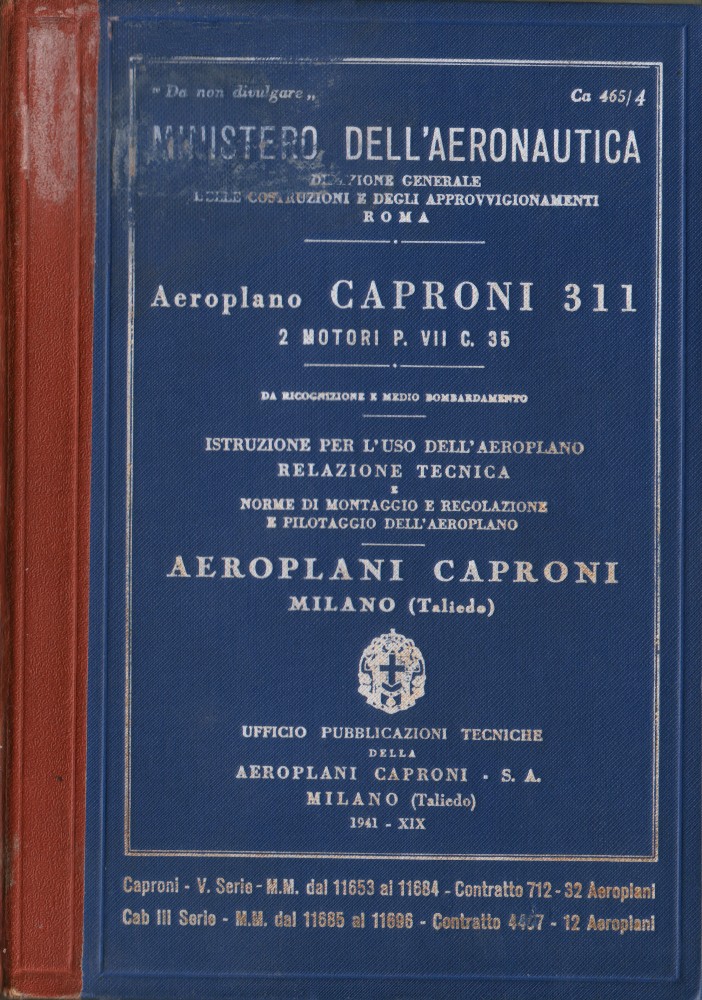 " Da non divulgare „
Ca 465/4
MINISTERO DELL'AERONAUTICA
DIREZIONE GENERALE
DELLE COSTRUZIONI E DEGLI APPROVVIGIONAMENTI
ROMA
Aeroplano CAPRONI 311
2 MOTORI P. VII C. 35
DA RICOGNIZIONE E MEDIO BOMBARDAMENTO
ISTRUZIONE PER L'USO DELL'AEROPLANO
RELAZIONE TECNICA
E
NORME DI MONTAGGIO E REGOLAZIONE
E PILOTAGGIO DELL'AEROPLANO
AEROPLANI CAPRONI
MILANO (Taliedo)
UFFICIO PUBBLICAZIONI TECNICHE
DELLA
AEROPLANI CAPRONI - S. A.
MILANO (Taliedo)
1941 - XIX
Caproni - V. Serie - M.M. dal 11653 al 11684 - Contratto 712 - 32 Aeroplani
Cab III Serie - M.M. dal 11685 al 11696 - Contratto - 12 Aeroplani